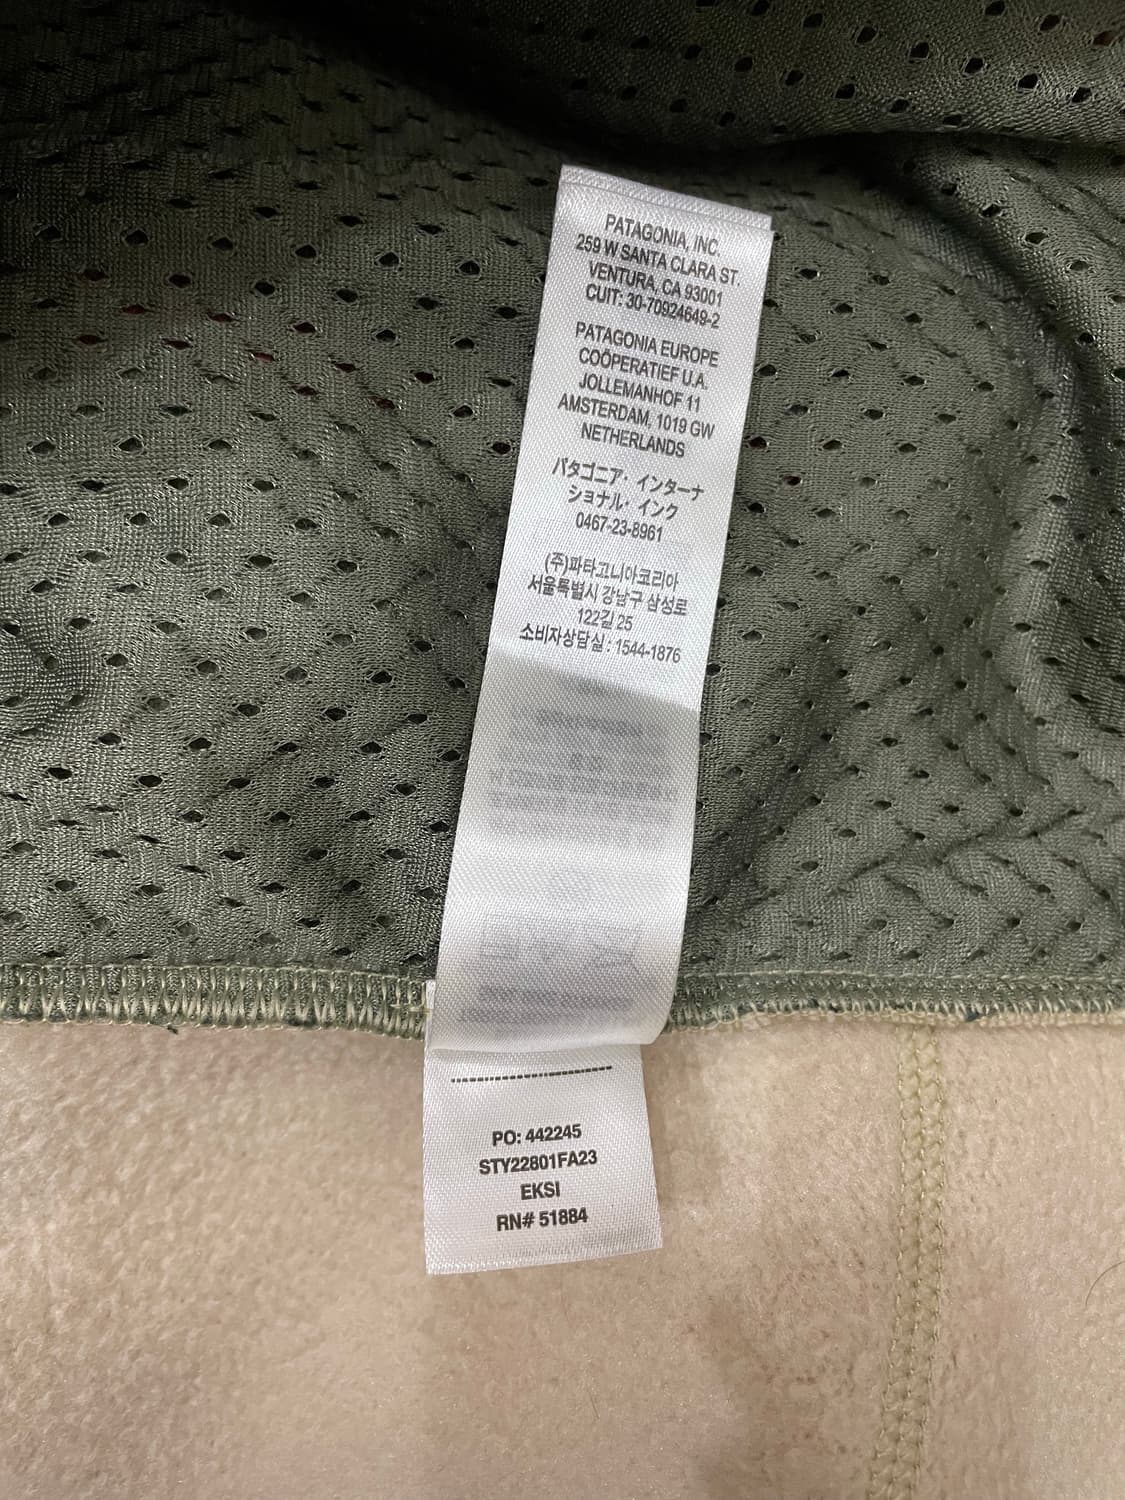 PATAGONIA, INC.
259 W SANTA CLARA ST.
VENTURA, CA 93001
CUIT: 30-70924649-2
PATAGONIA EUROPE
COÖPERATIEF U.A.
JOLLEMANHOF 11
AMSTERDAM, 1019 GW
NETHERLANDS
パタゴニア・インターナ
ショナル・インク
0467-23-8961
(주)파타고니아코리아
서울특별시 강남구 삼성로
122길 25
소비자상담실 : 1544-1876
PO: 442245
STY22801FA23
EKSI
RN# 51884